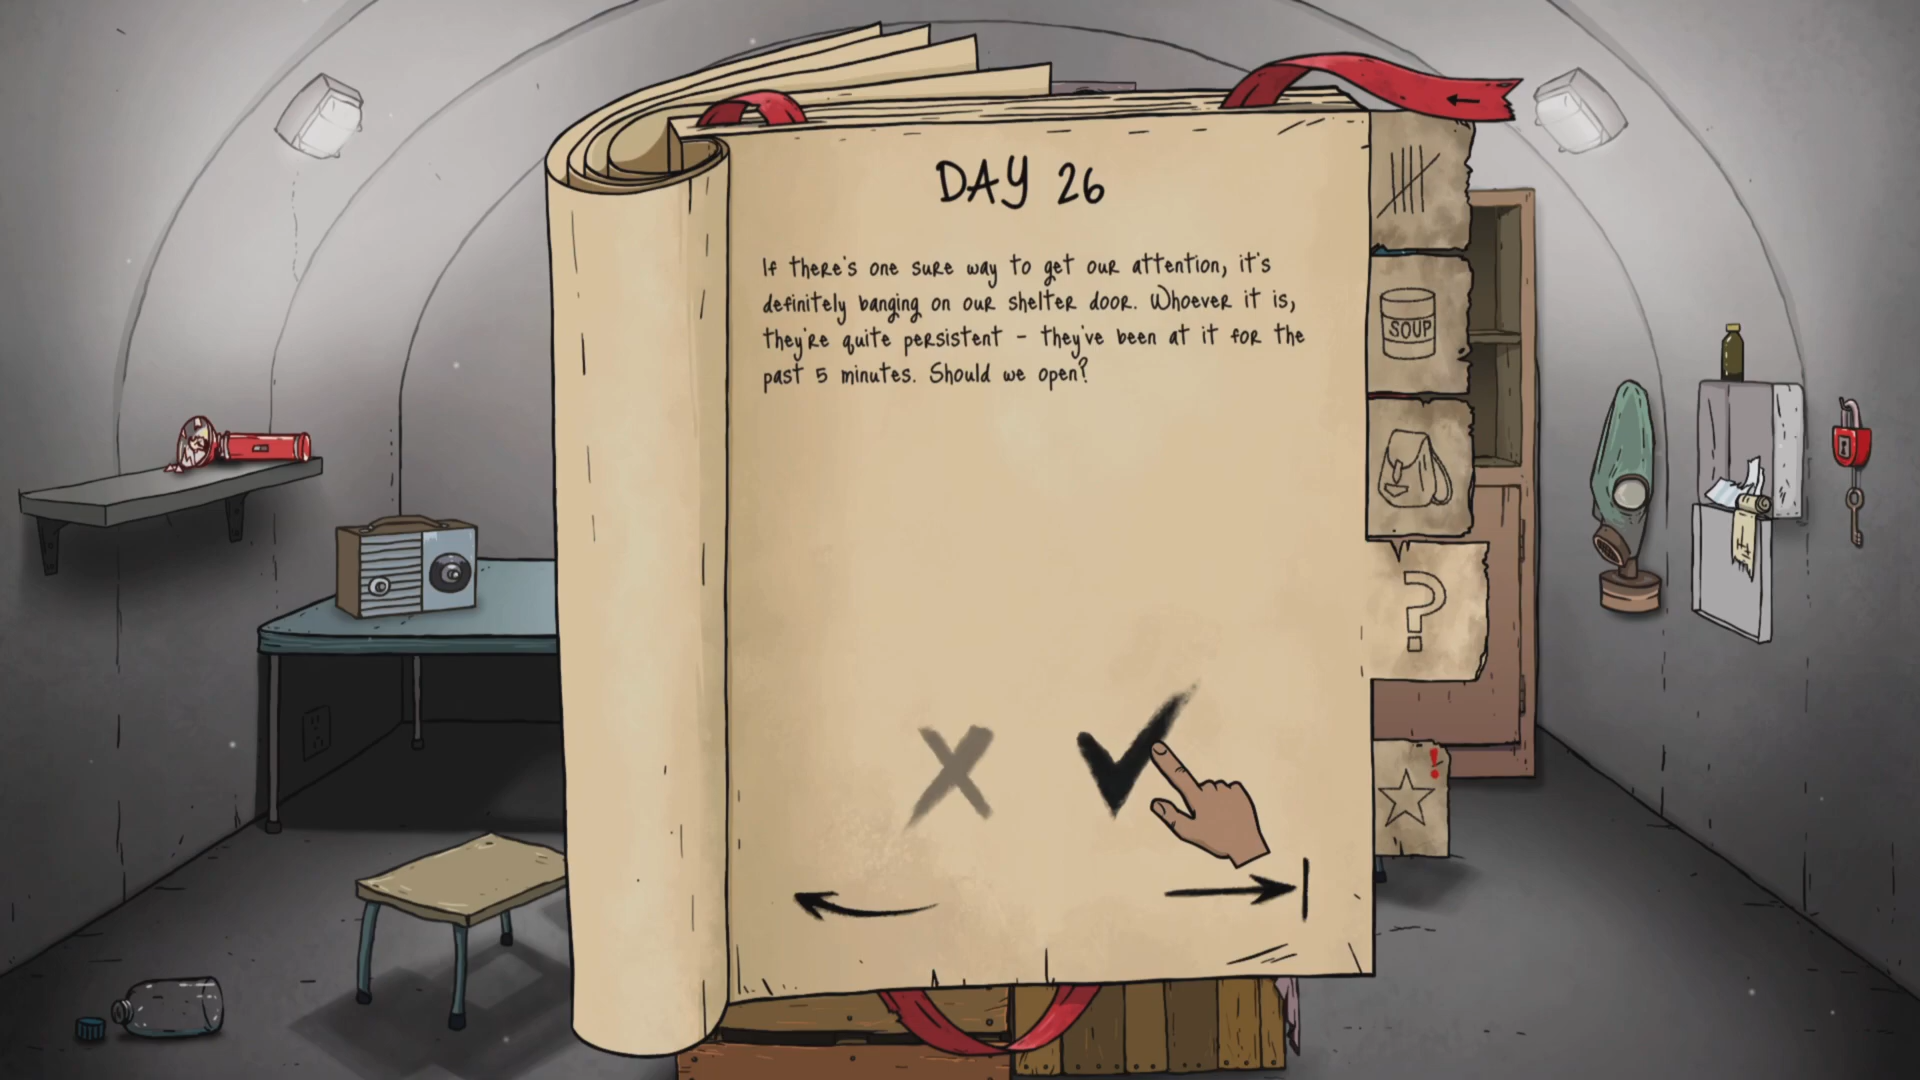 DAY 26
If there's one sure way to get our attention, it's
definitely banging on our shelter door. Whoever it is,
they're quite persistent - they've been at it for the
past 5 minutes. Should we open?
SOUP